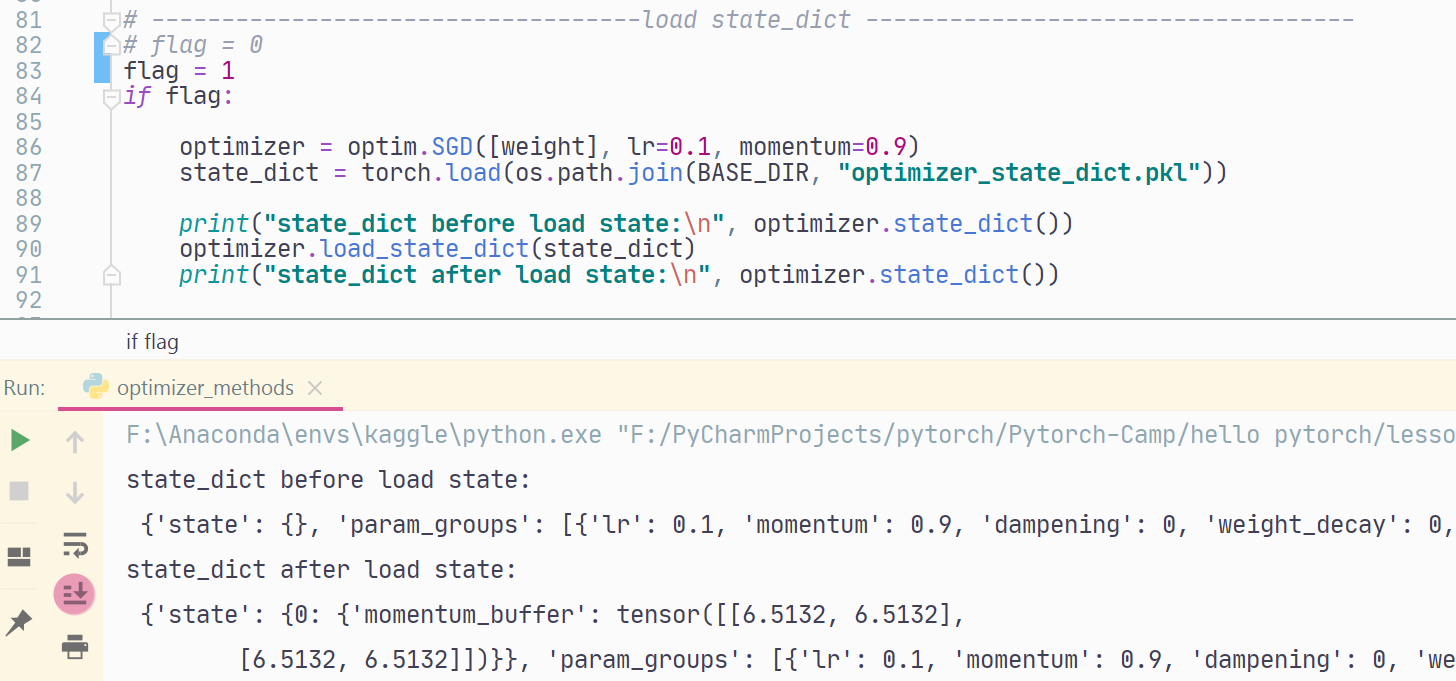 81 # -----------------------------------load state_dict -----------------------------------
82 # flag = 0
83 flag = 1
84 if flag:
85
86 optimizer = optim.SGD([weight], lr=0.1, momentum=0.9)
87 state_dict = torch.load(os.path.join(BASE_DIR, "optimizer_state_dict.pkl"))
88
89 print("state_dict before load state:\n", optimizer.state_dict())
90 optimizer.load_state_dict(state_dict)
91 print("state_dict after load state:\n", optimizer.state_dict())
92
if flag
Run: optimizer_methods
F:\Anaconda\envs\kaggle\python.exe "F:/PyCharmProjects/pytorch/Pytorch-Camp/hello pytorch/lesso
state_dict before load state:
{'state': {}, 'param_groups': [{'lr': 0.1, 'momentum': 0.9, 'dampening': 0, 'weight_decay': 0,
state_dict after load state:
{'state': {0: {'momentum_buffer': tensor([[6.5132, 6.5132],
[6.5132, 6.5132]])}}, 'param_groups': [{'lr': 0.1, 'momentum': 0.9, 'dampening': 0, 'we